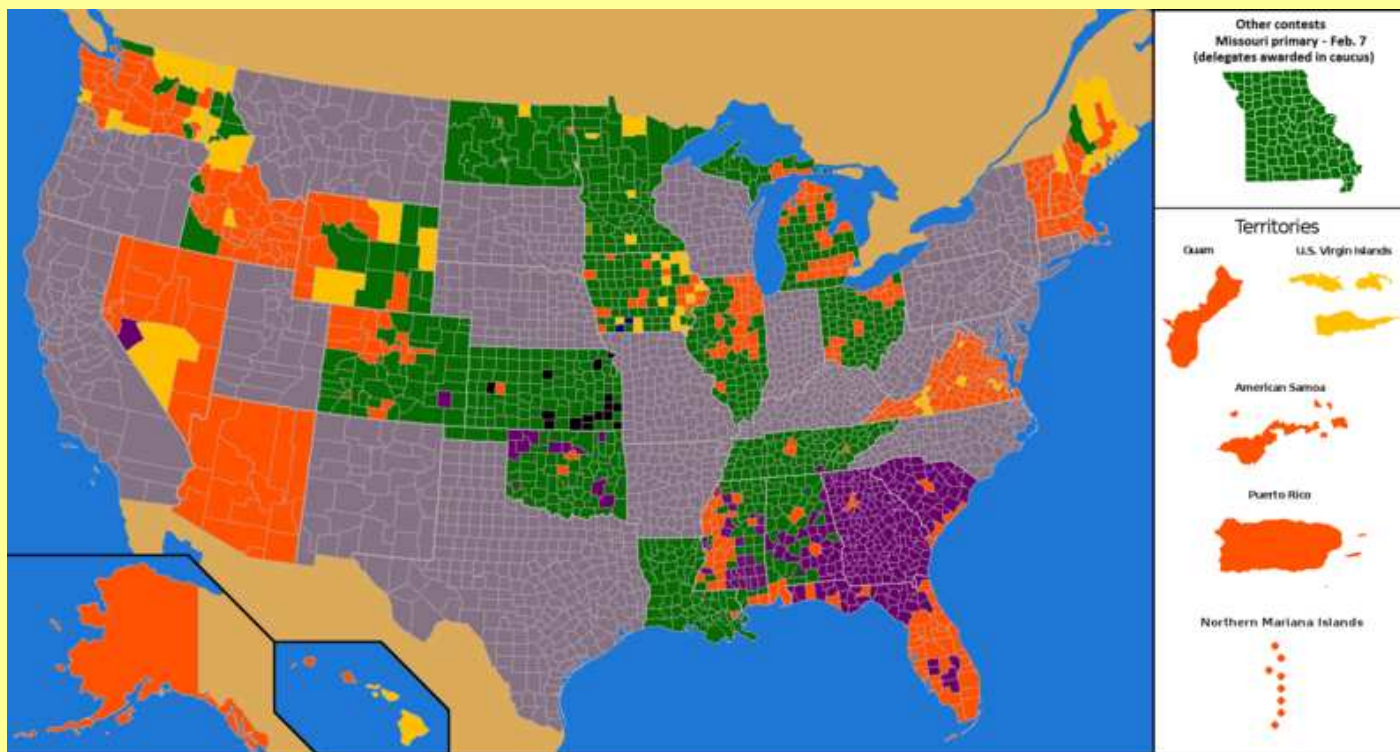 Other contests
Missouri primary - Feb. 7
(delegates awarded in caucus)
Territories
Guam
U.S. Virgin Islands
American Samoa
Puerto Rico
Northern Mariana Islands